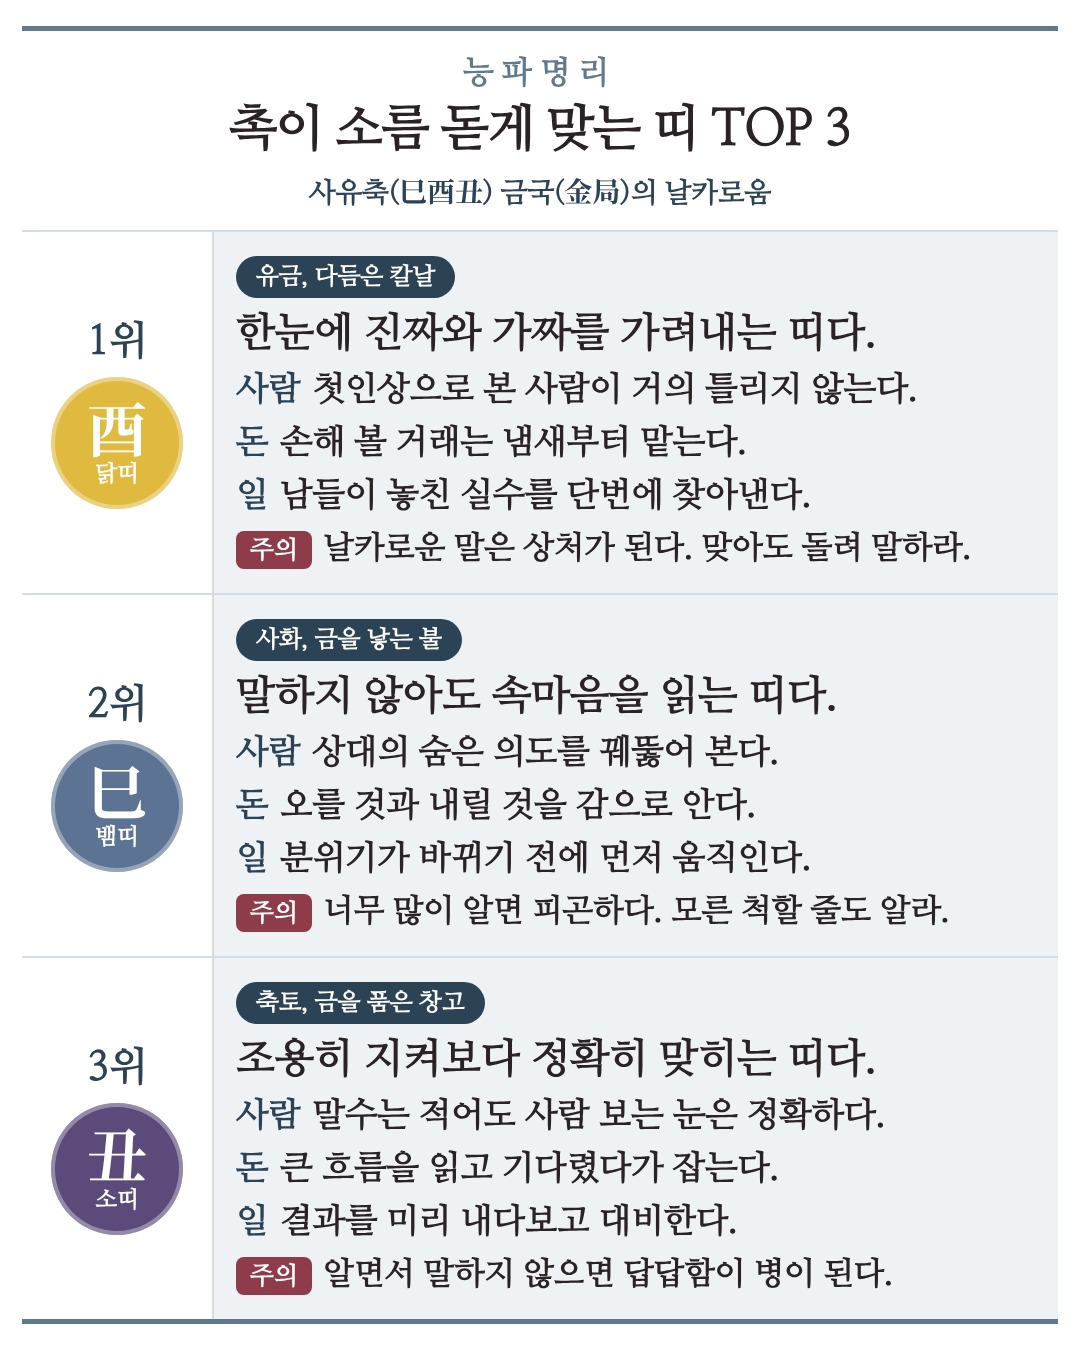 능파명리
촉이 소름 돋게 맞는 띠 TOP 3
사유축(巳酉丑) 금국(金局)의 날카로움
1위
酉
닭띠
유금, 다듬은 칼날
한눈에 진짜와 가짜를 가려내는 띠다.
사람 첫인상으로 본 사람이 거의 틀리지 않는다.
돈 손해 볼 거래는 냄새부터 맡는다.
일 남들이 놓친 실수를 단번에 찾아낸다.
주의 날카로운 말은 상처가 된다. 맞아도 돌려 말하라.
2위
巳
뱀띠
사화, 금을 낳는 불
말하지 않아도 속마음을 읽는 띠다.
사람 상대의 숨은 의도를 꿰뚫어 본다.
돈 오를 것과 내릴 것을 감으로 안다.
일 분위기가 바뀌기 전에 먼저 움직인다.
주의 너무 많이 알면 피곤하다. 모른 척할 줄도 알라.
3위
丑
소띠
축토, 금을 품은 창고
조용히 지켜보다 정확히 맞히는 띠다.
사람 말수는 적어도 사람 보는 눈은 정확하다.
돈 큰 흐름을 읽고 기다렸다가 잡는다.
일 결과를 미리 내다보고 대비한다.
주의 알면서 말하지 않으면 답답함이 병이 된다.